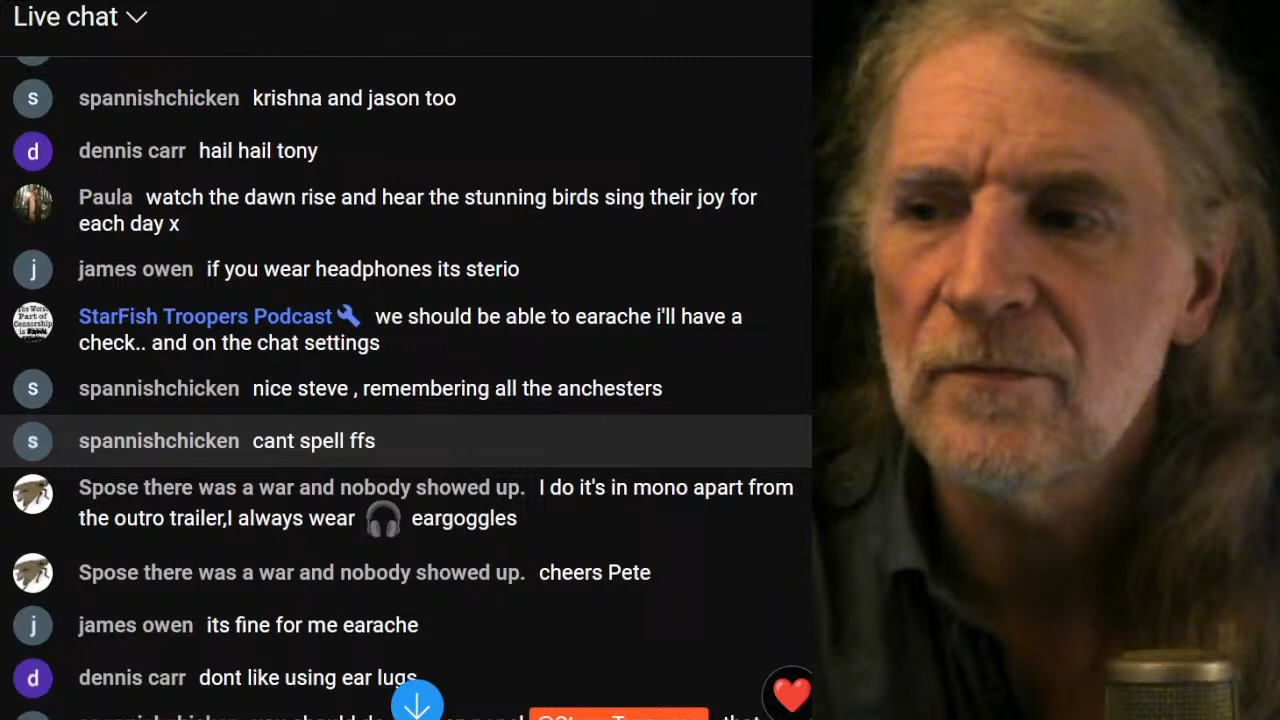 Live chat
spannishchicken krishna and jason too
dennis carr hail hail tony
Paula watch the dawn rise and hear the stunning birds sing their joy for
each day x
james owen if you wear headphones its sterio
StarFish Troopers Podcast we should be able to earache i'll have a
check.. and on the chat settings
spannishchicken nice steve , remembering all the anchesters
spannishchicken cant spell ffs
Spose there was a war and nobody showed up. I do it's in mono apart from
the outro trailer,I always wear eargoggles
Spose there was a war and nobody showed up. cheers Pete
james owen its fine for me earache
dennis carr dont like using ear lugs